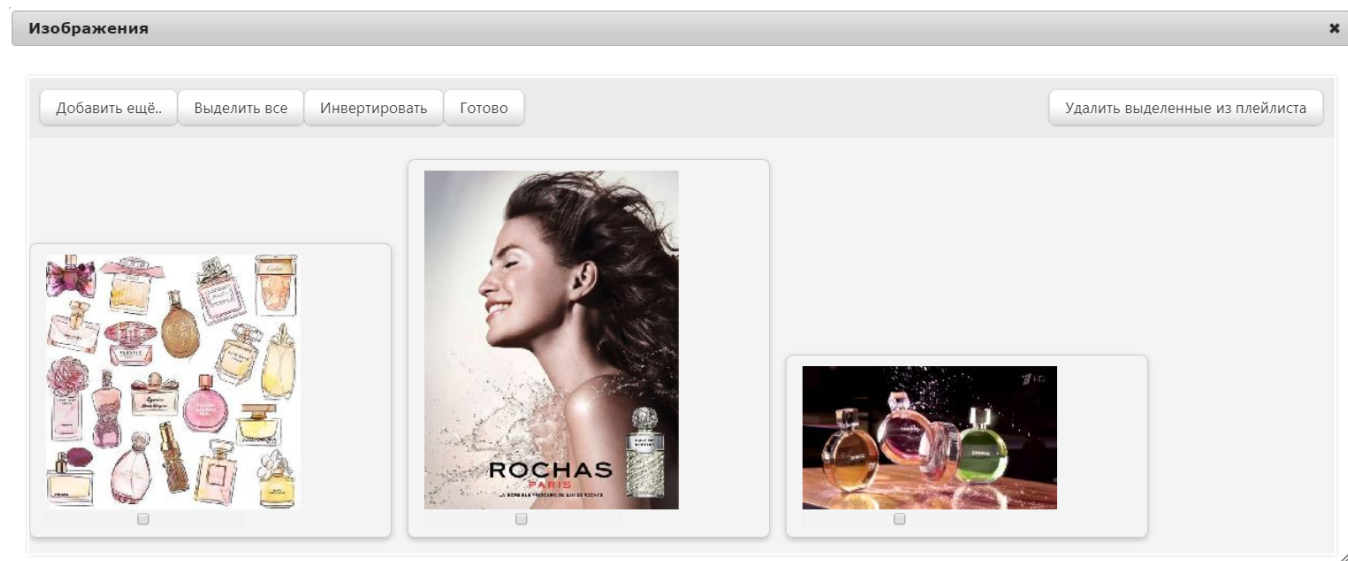 Изображения
Добавить ещё..
Выделить все
Инвертировать
Готово
Удалить выделенные из плейлиста
ROCHAS
PARIS